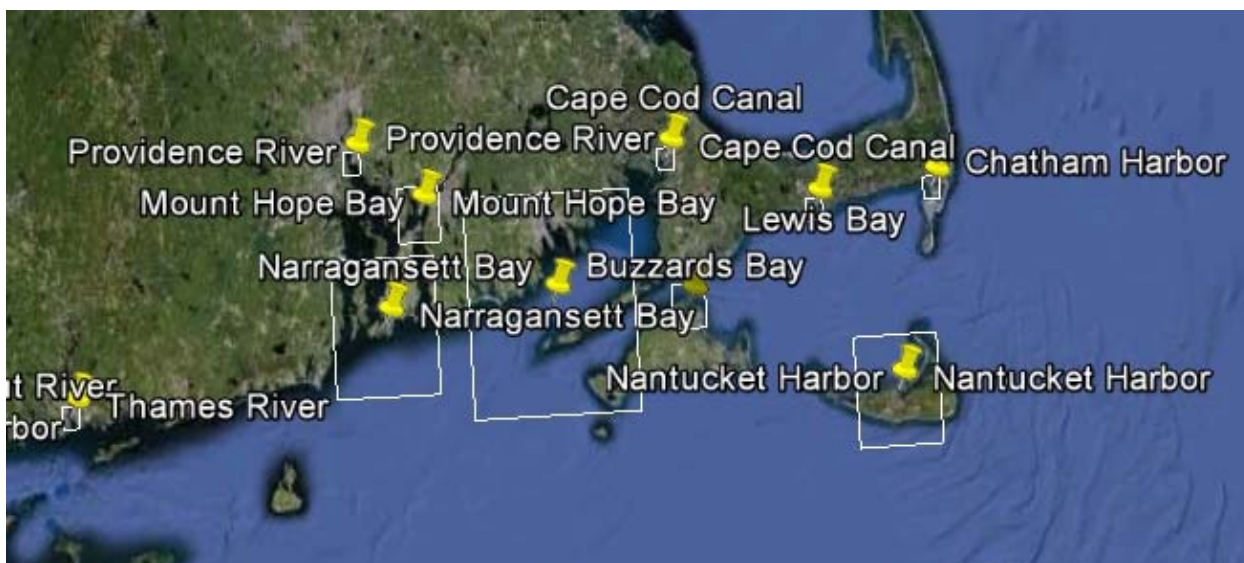 Cape Cod Canal
Providence River
Providence River
Cape Cod Canal
Chatham Harbor
Mount Hope Bay
Mount Hope Bay
Lewis Bay
Narragansett Bay
Buzzards Bay
Narragansett Bay
Nantucket Harbor
Nantucket Harbor
River
Thames River